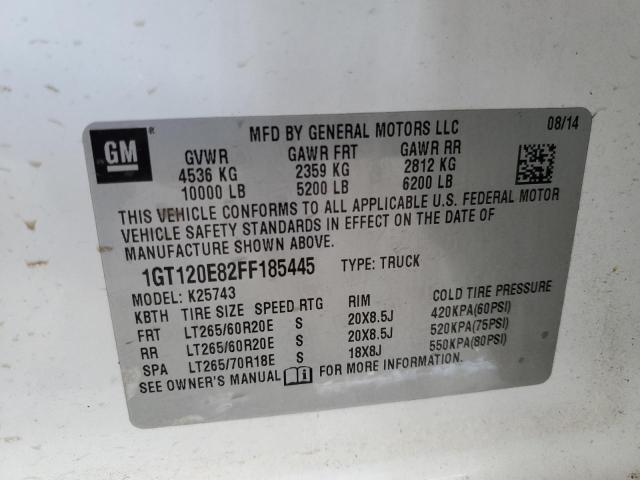 GM ® MFD BY GENERAL MOTORS LLC 08/14
GVWR GAWR FRT GAWR RR
4536 KG 2359 KG 2812 KG
10000 LB 5200 LB 6200 LB
THIS VEHICLE CONFORMS TO ALL APPLICABLE U.S. FEDERAL MOTOR
VEHICLE SAFETY STANDARDS IN EFFECT ON THE DATE OF
MANUFACTURE SHOWN ABOVE.
1GT120E82FF185445 TYPE: TRUCK
MODEL: K25743
KBTH TIRE SIZE SPEED RTG RIM COLD TIRE PRESSURE
FRT LT265/60R20E S 20X8.5J 420KPA(60PSI)
RR LT265/60R20E S 20X8.5J 520KPA(75PSI)
SPA LT265/70R18E S 18X8J 550KPA(80PSI)
SEE OWNER'S MANUAL FOR MORE INFORMATION.